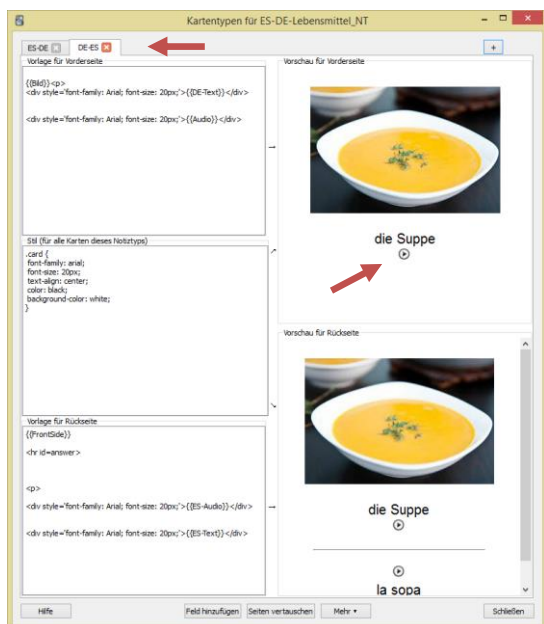 Kartentypen für ES-DE-Lebensmittel_NT
ES-DE
DE-ES
+
Vorlage für Vorderseite
{{Bild}}<p>
<div style='font-family: Arial; font-size: 20px;'>{{DE-Text}}</div>
<div style='font-family: Arial; font-size: 20px;'>{{Audio}}</div>
Stil (für alle Karten dieses Notiztyps)
.card {
font-family: arial;
font-size: 20px;
text-align: center;
color: black;
background-color: white;
}
Vorlage für Rückseite
{{FrontSide}}
<hr id=answer>
<p>
<div style='font-family: Arial; font-size: 20px;'>{{ES-Audio}}</div>
<div style='font-family: Arial; font-size: 20px;'>{{ES-Text}}</div>
Vorschau für Vorderseite
die Suppe
Vorschau für Rückseite
die Suppe
la sopa
Hilfe
Feld hinzufügen
Seiten vertauschen
Mehr
Schließen